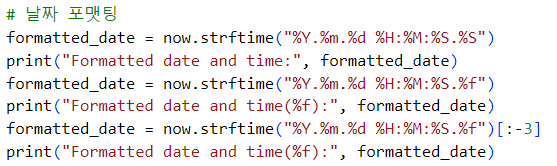 # 날짜 포맷팅
formatted_date = now.strftime("%Y.%m.%d %H:%M:%S.%S")
print("Formatted date and time:", formatted_date)
formatted_date = now.strftime("%Y.%m.%d %H:%M:%S.%f")
print("Formatted date and time(%f):", formatted_date)
formatted_date = now.strftime("%Y.%m.%d %H:%M:%S.%f")[:-3]
print("Formatted date and time(%f):", formatted_date)